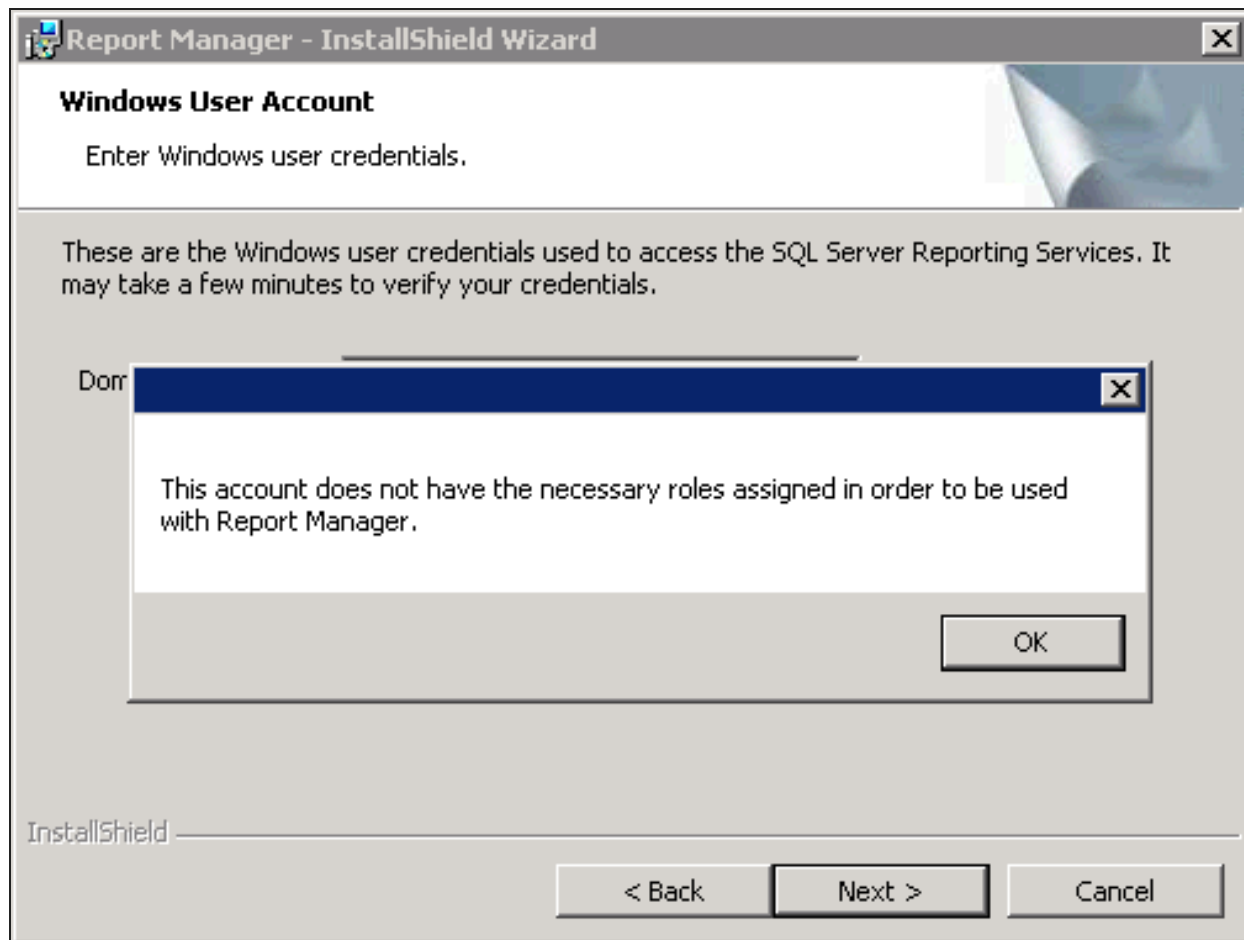 Report Manager - InstallShield Wizard
Windows User Account
Enter Windows user credentials.
These are the Windows user credentials used to access the SQL Server Reporting Services. It
may take a few minutes to verify your credentials.
This account does not have the necessary roles assigned in order to be used
with Report Manager.
OK
InstallShield
< Back
Next >
Cancel